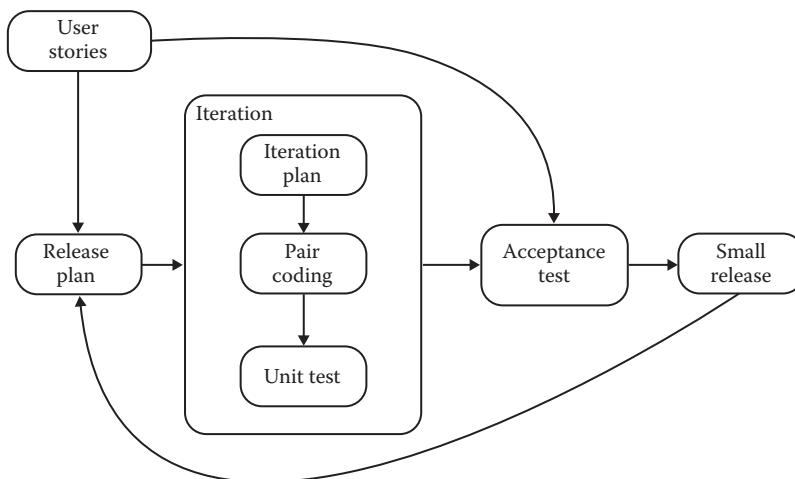 User
stories
Iteration
Iteration
plan
Release
plan
Pair
coding
Acceptance
test
Small
release
Unit test